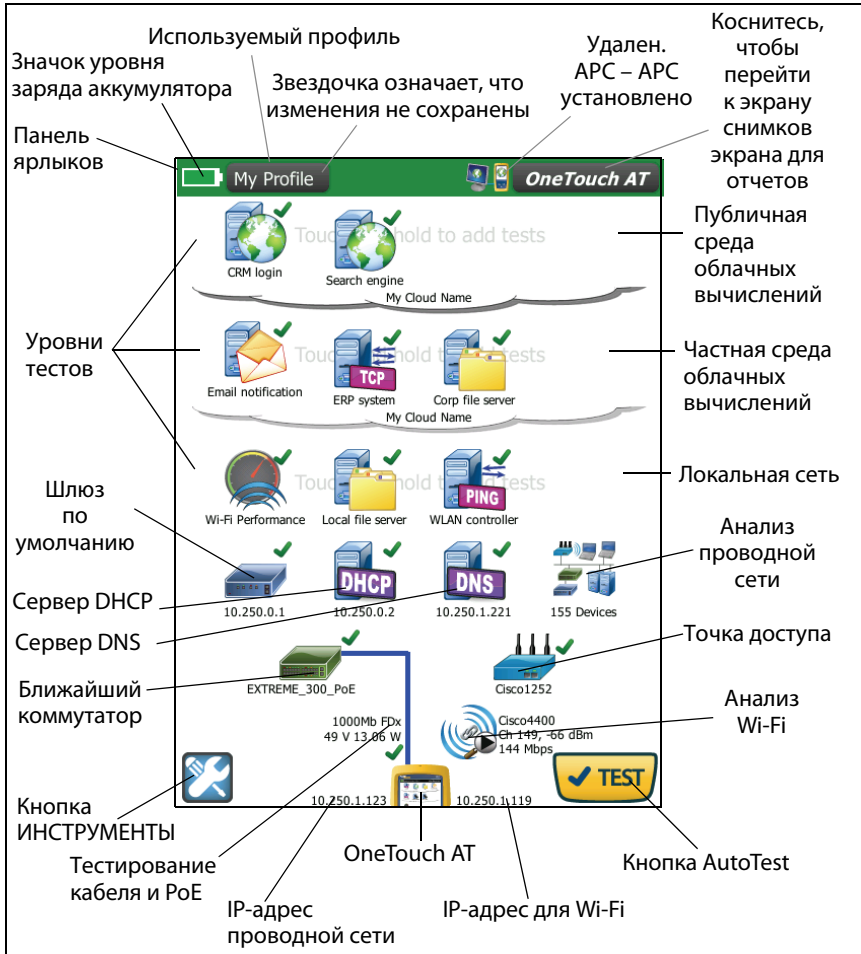 Используемый профиль
Значок уровня
заряда аккумулятора
Звездочка означает, что
изменения не сохранены
Удален.
APC – APC
установлено
Коснитесь,
чтобы
перейти
к экрану
снимков
экрана для
отчетов
Панель
ярлыков
My Profile
OneTouch AT
Touch hold to add tests
CRM login
Search engine
My Cloud Name
Публичная
среда
облачных
вычислений
Уровни
тестов
Touch hold to add tests
TCP
Email notification
ERP system
Corp file server
My Cloud Name
Частная среда
облачных
вычислений
Touch hold to add tests
PING
Wi-Fi Performance
Local file server
WLAN controller
Локальная сеть
Шлюз
по
умолчанию
DHCP
DNS
10.250.0.1
10.250.0.2
10.250.1.221
155 Devices
Анализ
проводной
сети
Сервер DHCP
Сервер DNS
Точка доступа
Ближайший
коммутатор
EXTREME_300_PoE
Cisco1252
1000Mb FDx
49 V 13.06 W
Cisco4400
Ch 149, -66 dBm
144 Mbps
Анализ
Wi-Fi
TEST
10.250.1.123
10.250.1.119
Кнопка
ИНСТРУМЕНТЫ
Тестирование
кабеля и PoE
OneTouch AT
Кнопка AutoTest
IP-адрес
проводной сети
IP-адрес для Wi-Fi